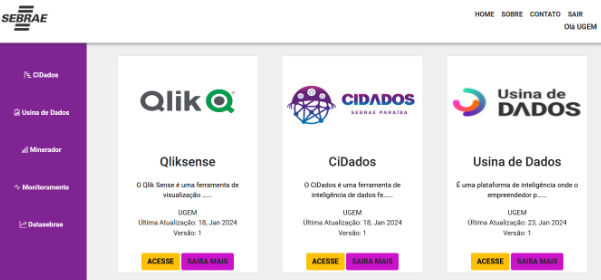 SEBRAE
HOME SOBRE CONTATO SAIR
Olá UGEM
CiDados
Usina de Dados
Minerador
Monitoramento
Datasebrae
Qlik Q
Qliksense
O Qlik Sense é uma ferramenta de
visualização ......
UGEM
Última Atualização: 18, Jan 2024
Versão: 1
ACESSE SAIBA MAIS
CIDADOS
SEBRAE PARAÍBA
CiDados
O CiDados é uma ferramenta de
inteligência de dados fe......
UGEM
Última Atualização: 18, Jan 2024
Versão: 1
ACESSE SAIBA MAIS
Usina de
DADOS
Usina de Dados
É uma plataforma de inteligência onde o
empreendedor p......
UGEM
Última Atualização: 23, Jan 2024
Versão: 1
ACESSE SAIBA MAIS